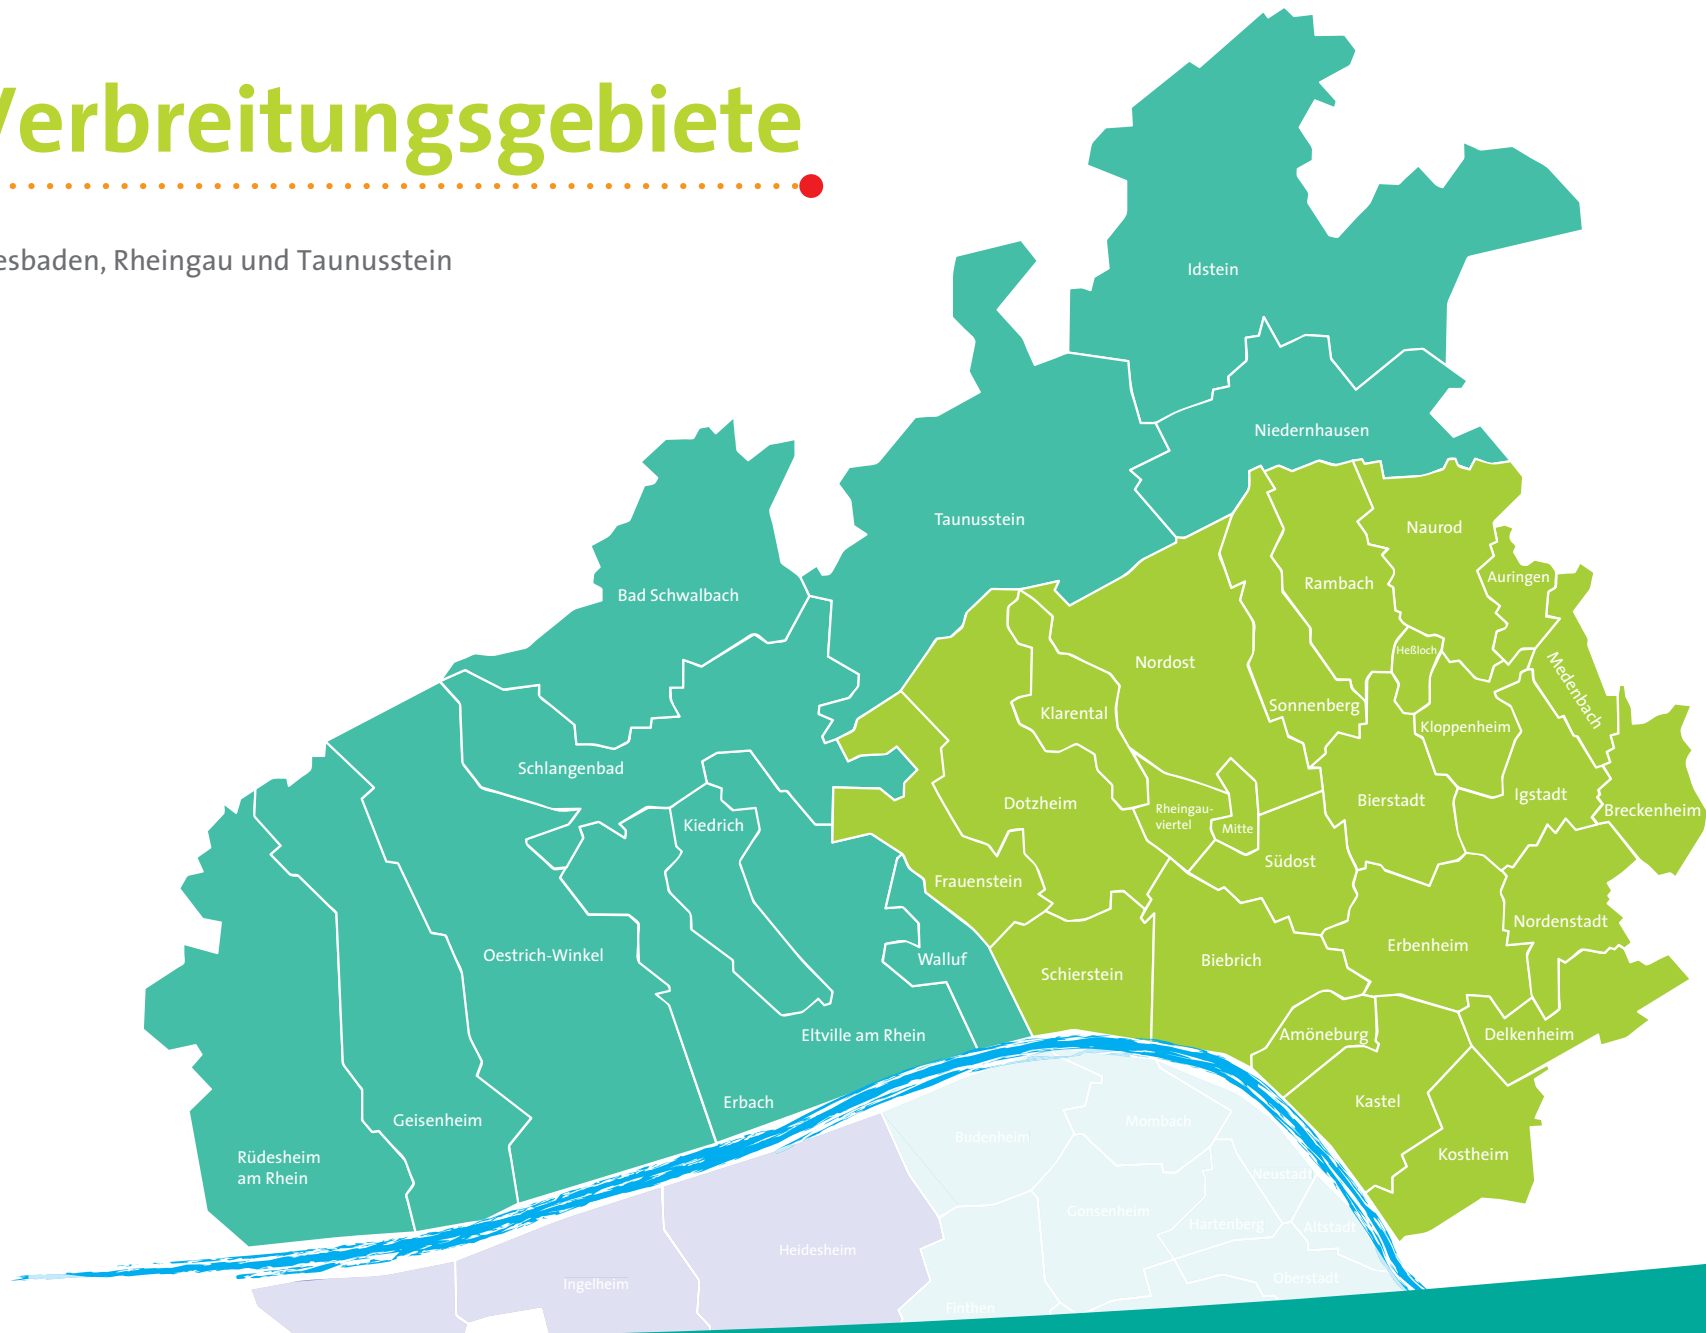 Verbreitungsgebiete
esbaden, Rheingau und Taunusstein
Idstein
Niedernhausen
Taunusstein
Naurod
Auringen
Rambach
Bad Schwalbach
Heßloch
Medenbach
Nordost
Klarental
Sonnenberg
Kloppenheim
Schlangenbad
Igstadt
Bierstadt
Dotzheim
Rheingau-
viertel
Breckenheim
Kiedrich
Mitte
Südost
Frauenstein
Nordenstadt
Erbenheim
Oestrich-Winkel
Walluf
Biebrich
Schierstein
Eltville am Rhein
Amöneburg
Delkenheim
Erbach
Kastel
Geisenheim
Mombach
Budenheim
Rüdesheim
am Rhein
Kostheim
Neustadt
Gonsenheim
Hartenberg
Altstadt
Heidesheim
Oberstadt
Ingelheim
Finthen